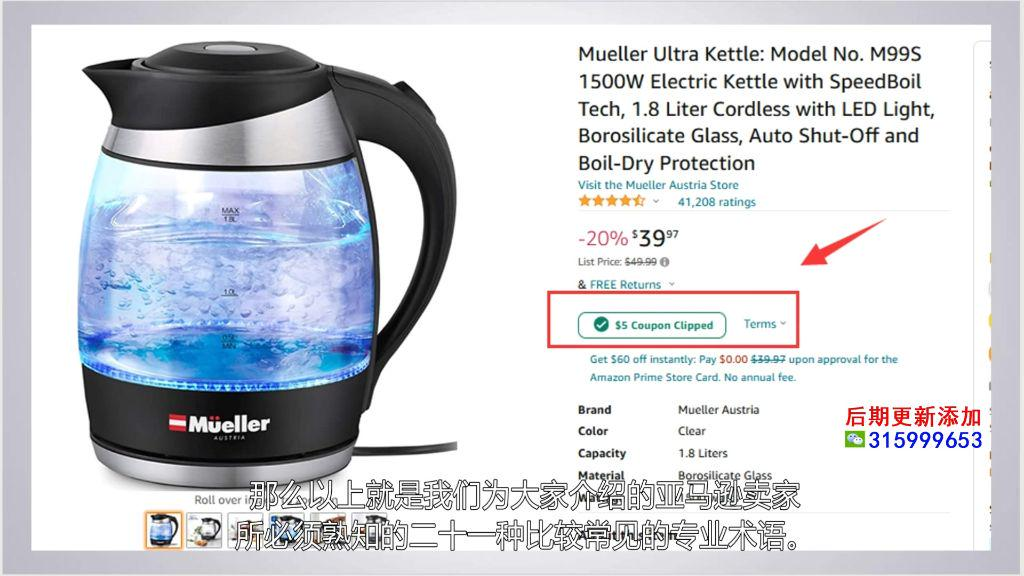 Mueller Ultra Kettle: Model No. M99S
1500W Electric Kettle with SpeedBoil
Tech, 1.8 Liter Cordless with LED Light,
Borosilicate Glass, Auto Shut-Off and
Boil-Dry Protection
Visit the Mueller Austria Store
41,208 ratings
-20% $39⁹⁷
List Price: $49.99
& FREE Returns
$5 Coupon Clipped
Terms
Get $60 off instantly: Pay $0.00 $39.97 upon approval for the
Amazon Prime Store Card. No annual fee.
Brand Mueller Austria
Color Clear
Capacity 1.8 Liters
Material Borosilicate Glass
MAX
1.8L
1.0L
0.5L
MIN
Müeller
AUSTRIA
Roll over
后期更新添加
315999653
那么以上就是我们为大家介绍的亚马逊卖家
所必须熟知的二十一种比较常见的专业术语。